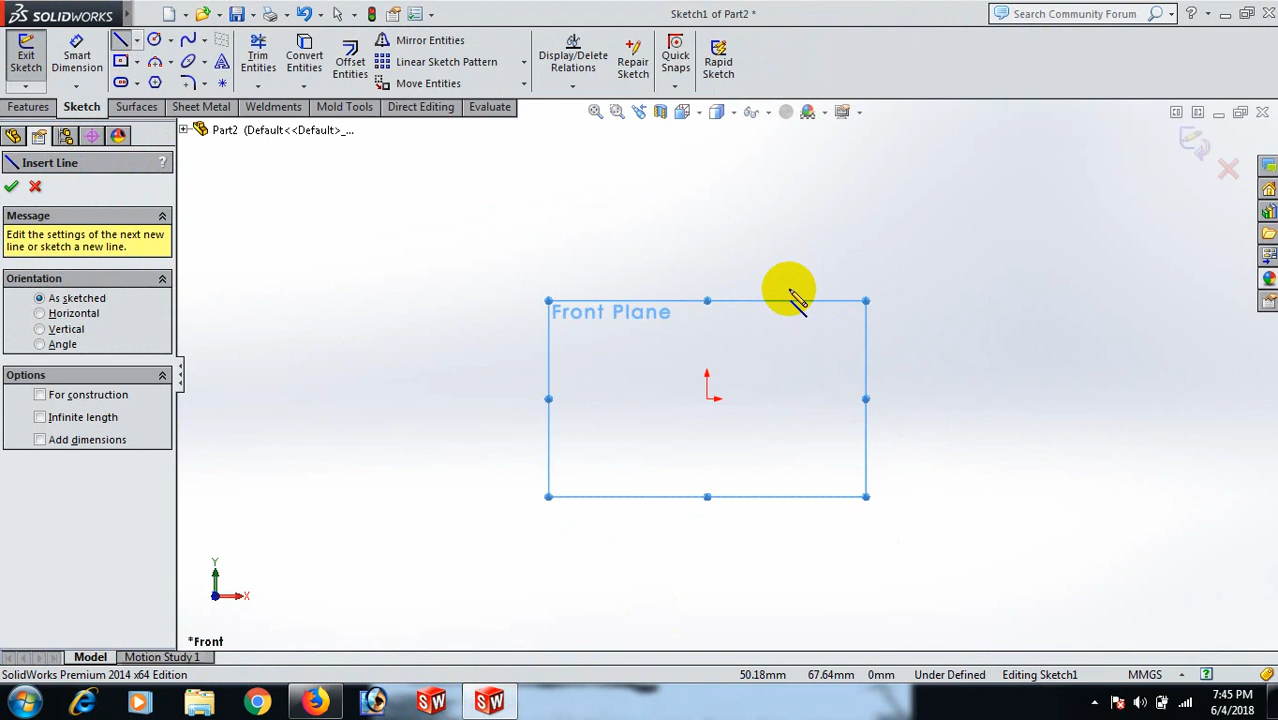 SOLIDWORKS
Sketch1 of Part2 *
Search Community Forum
Exit Sketch
Smart Dimension
Trim Entities
Convert Entities
Offset Entities
Mirror Entities
Linear Sketch Pattern
Move Entities
Display/Delete Relations
Repair Sketch
Quick Snaps
Rapid Sketch
Features
Sketch
Surfaces
Sheet Metal
Weldments
Mold Tools
Direct Editing
Evaluate
Part2 (Default<<Default>_...
Insert Line
?
Message
Edit the settings of the next new
line or sketch a new line.
Orientation
As sketched
Horizontal
Vertical
Angle
Options
For construction
Infinite length
Add dimensions
Front Plane
Y
X
*Front
Model
Motion Study 1
SolidWorks Premium 2014 x64 Edition
50.18mm
67.64mm
0mm
Under Defined
Editing Sketch1
MMGS
?
SW
SW
7:45 PM
6/4/2018